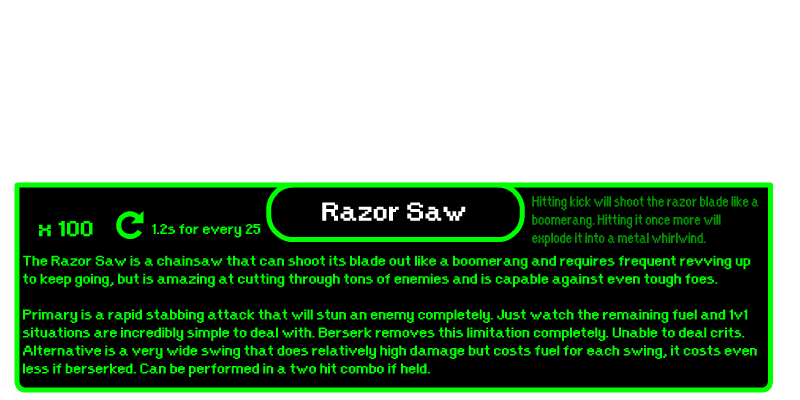 Razor Saw
x 100
1.2s for every 25
Hitting kick will shoot the razor blade like a
boomerang. Hitting it once more will
explode it into a metal whirlwind.
The Razor Saw is a chainsaw that can shoot its blade out like a boomerang and requires frequent revving up
to keep going, but is amazing at cutting through tons of enemies and is capable against even tough foes.
Primary is a rapid stabbing attack that will stun an enemy completely. Just watch the remaining fuel and 1v1
situations are incredibly simple to deal with. Berserk removes this limitation completely. Unable to deal crits.
Alternative is a very wide swing that does relatively high damage but costs fuel for each swing, it costs even
less if berserked. Can be performed in a two hit combo if held.